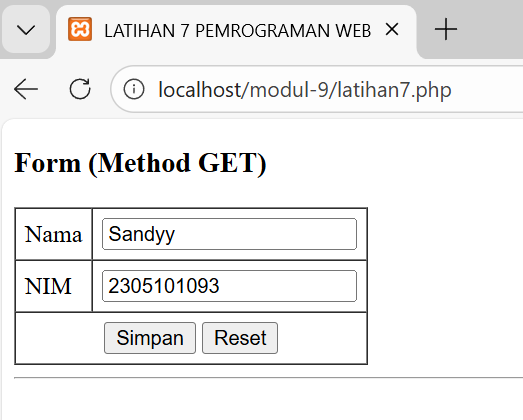 LATIHAN 7 PEMROGRAMAN WEB
localhost/modul-9/latihan7.php
Form (Method GET)
Nama Sandyy
NIM 2305101093
Simpan Reset